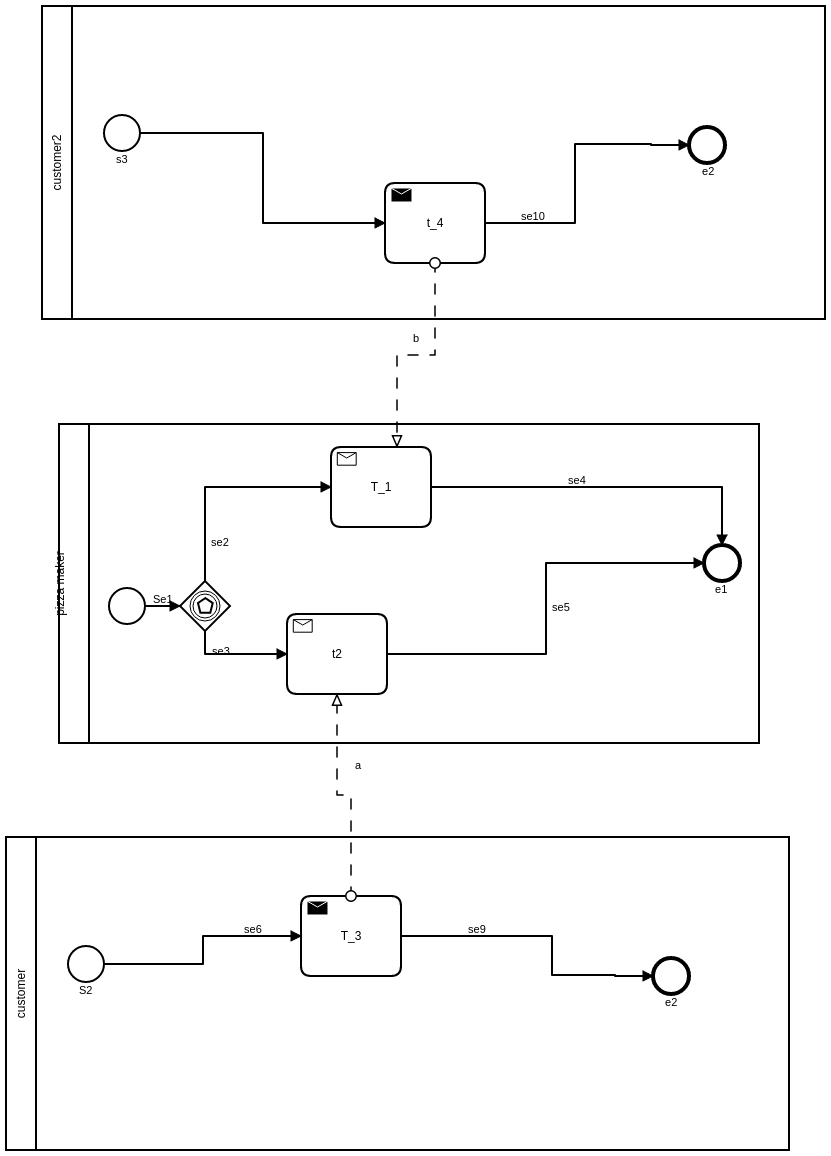 customer2
s3
t_4
se10
e2
b
pizza maker
T_1
se4
se2
Se1
e1
se5
se3
t2
a
customer
S2
se6
T_3
se9
e2